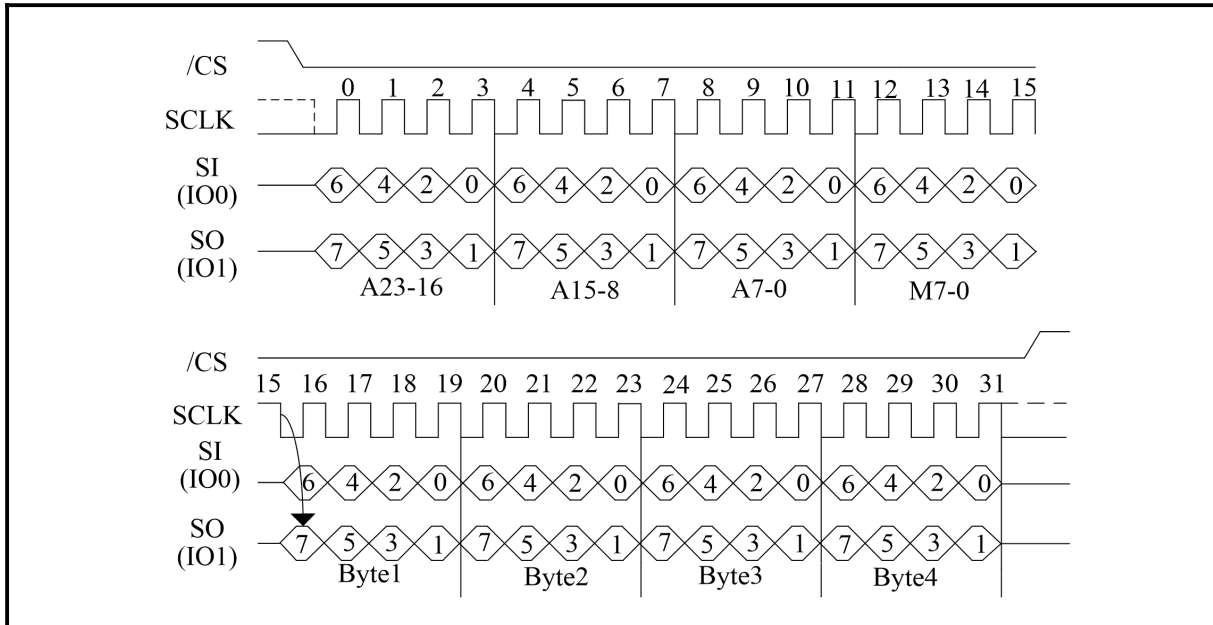 /CS
0 1 2 3 4 5 6 7 8 9 10 11 12 13 14 15
SCLK
SI
(IO0)
6 4 2 0 6 4 2 0 6 4 2 0 6 4 2 0
SO
(IO1)
7 5 3 1 7 5 3 1 7 5 3 1 7 5 3 1
A23-16 A15-8 A7-0 M7-0
/CS
15 16 17 18 19 20 21 22 23 24 25 26 27 28 29 30 31
SCLK
SI
(IO0)
6 4 2 0 6 4 2 0 6 4 2 0 6 4 2 0
SO
(IO1)
7 5 3 1 7 5 3 1 7 5 3 1 7 5 3 1
Byte1 Byte2 Byte3 Byte4